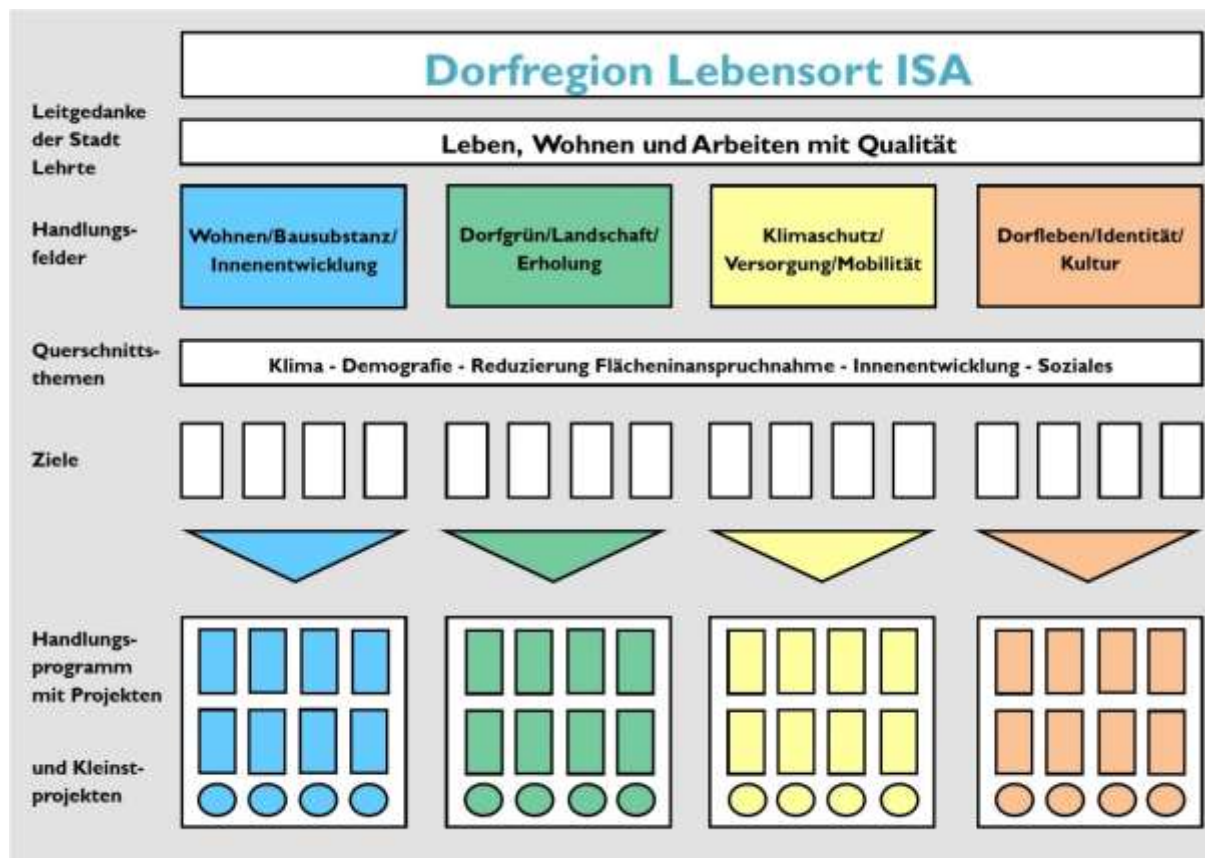 Dorfregion Lebensort ISA
Leitgedanke
der Stadt
Lehrte
Leben, Wohnen und Arbeiten mit Qualität
Handlungs-
felder
Wohnen/Bausubstanz/
Innenentwicklung
Dorfgrün/Landschaft/
Erholung
Klimaschutz/
Versorgung/Mobilität
Dorfleben/Identität/
Kultur
Querschnitts-
themen
Klima - Demografie - Reduzierung Flächeninanspruchnahme - Innenentwicklung - Soziales
Ziele
Handlungs-
programm
mit Projekten
und Kleinst-
projekten